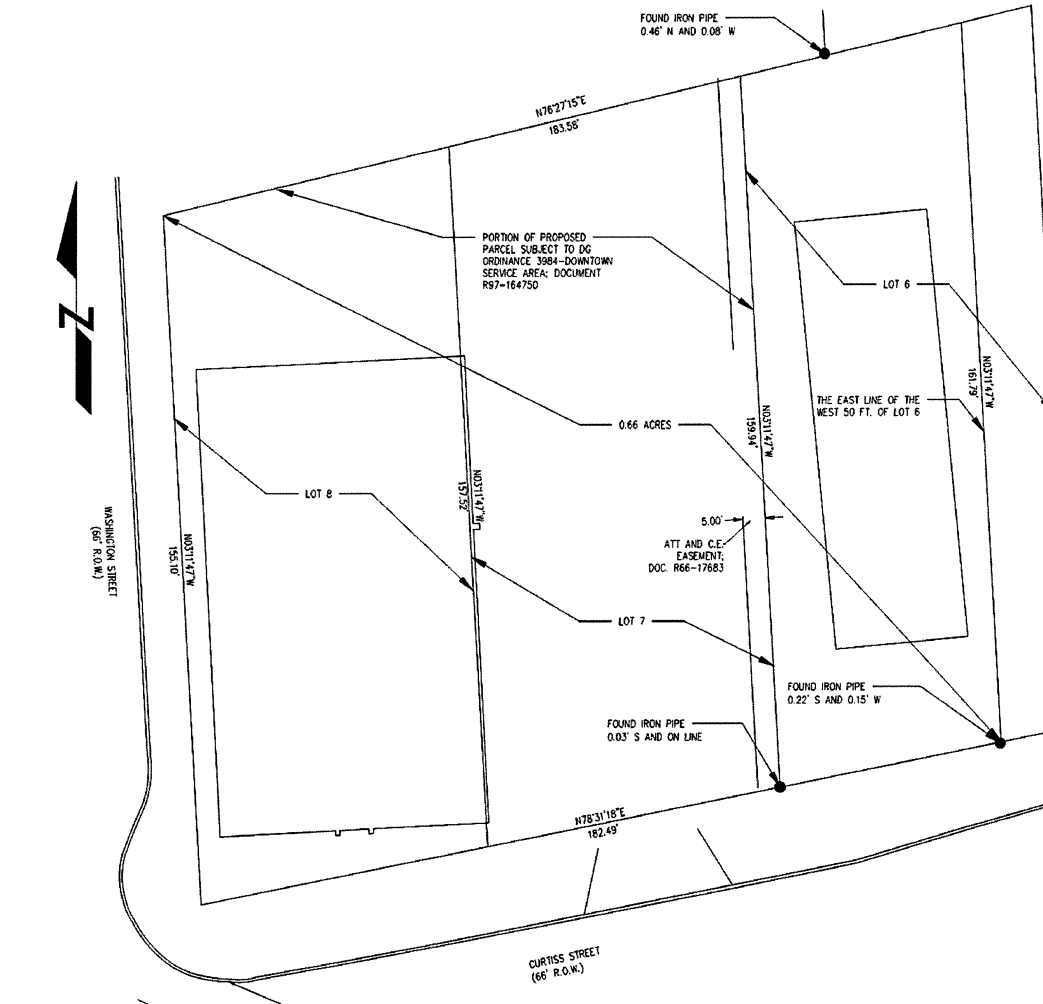 FOUND IRON PIPE
0.46' N AND 0.08' W
N76°27'15"E
183.58'
PORTION OF PROPOSED
PARCEL SUBJECT TO DG
ORDINANCE 3984-DOWNTOWN
SERVICE AREA; DOCUMENT
R97-164750
LOT 6
Z
N03°11'47"W
161.79'
THE EAST LINE OF THE
WEST 50 FT. OF LOT 6
0.66 ACRES
N03°11'47"W
159.94'
LOT 8
N03°11'47"W
157.52'
5.00'
ATT AND C.E.
EASEMENT;
DOC. R66-17683
WASHINGTON STREET
(66' R.O.W.)
N03°11'47"W
155.10'
LOT 7
FOUND IRON PIPE
0.22' S AND 0.15' W
FOUND IRON PIPE
0.03' S AND ON LINE
N78°31'18"E
182.49'
CURTISS STREET
(66' R.O.W.)